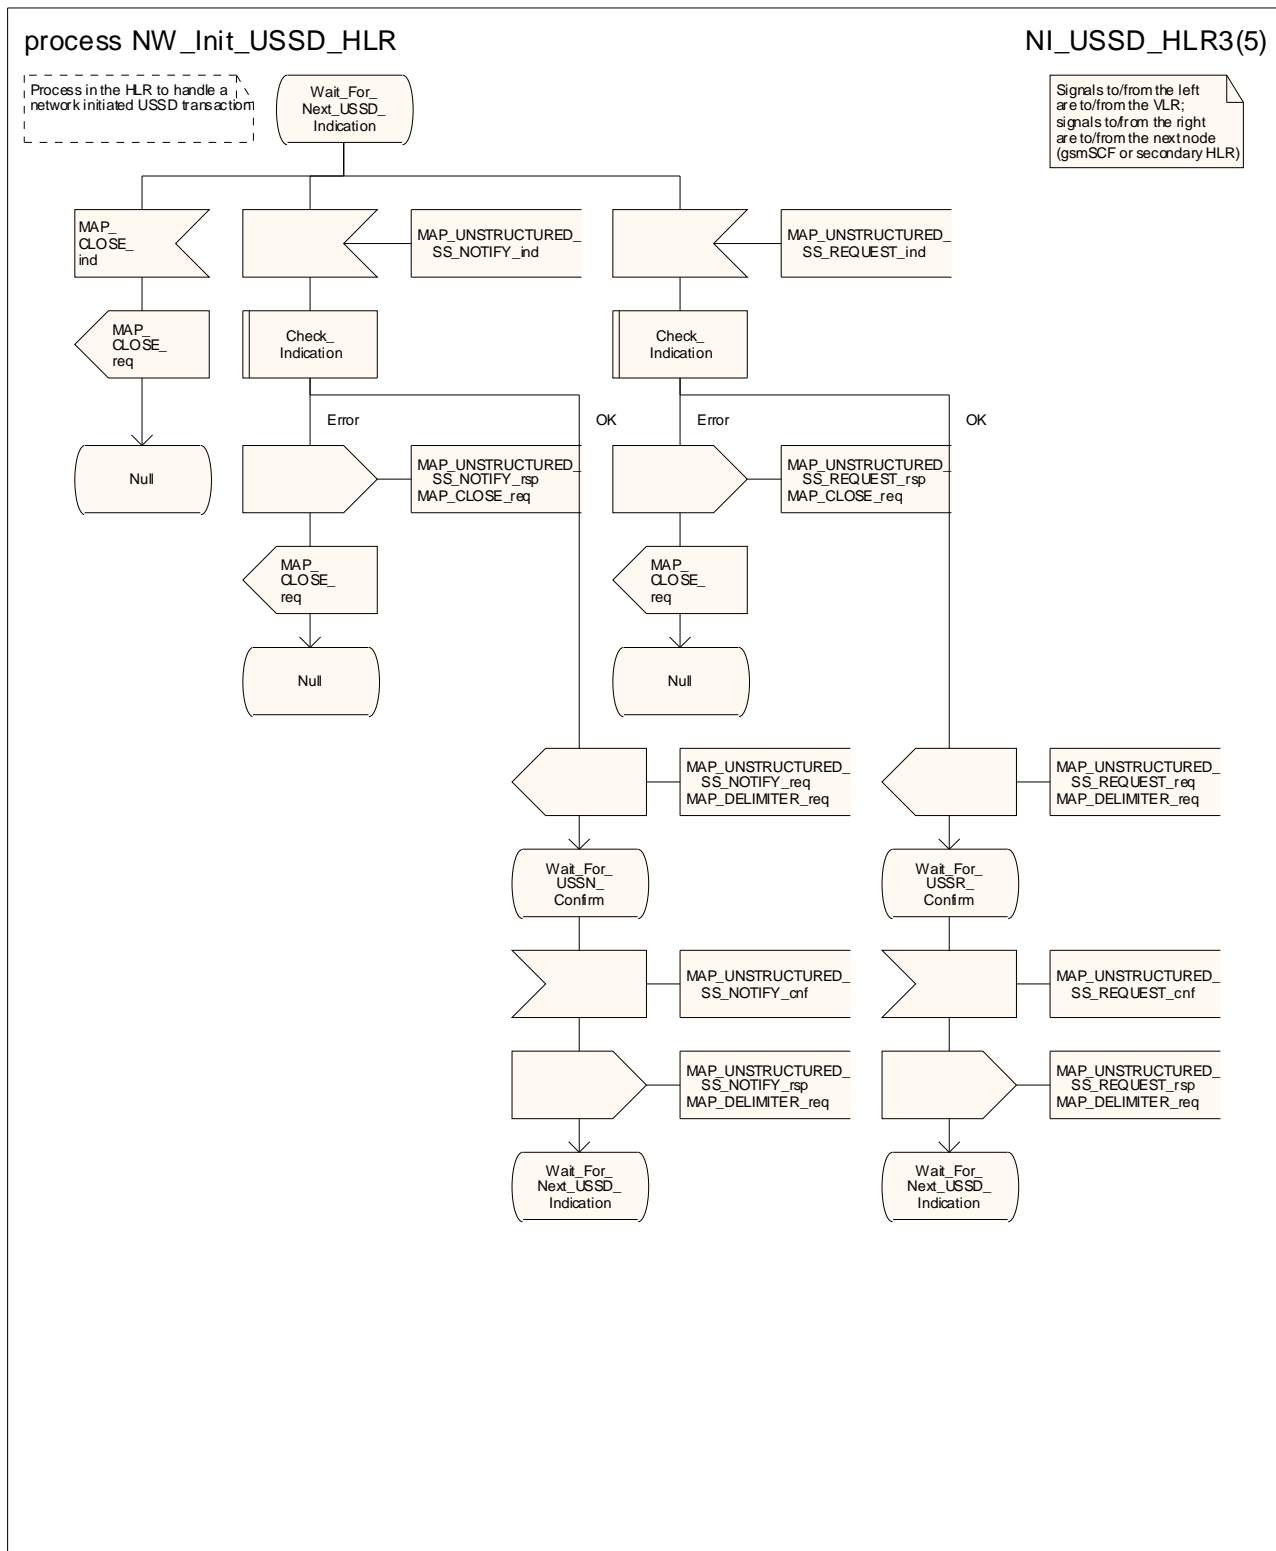 process NW_Init_USSD_HLR
NI_USSD_HLR3(5)
Process in the HLR to handle a
network initiated USSD transaction
Wait_For_
Next_USSD_
Indication
Signals to/from the left
are to/from the VLR;
signals to/from the right
are to/from the next node
(gsmSCF or secondary HLR)
MAP_
CLOSE_
ind
MAP_UNSTRUCTURED_
SS_NOTIFY_ind
MAP_UNSTRUCTURED_
SS_REQUEST_ind
MAP_
CLOSE_
req
Check_
Indication
Check_
Indication
Error
OK
Error
OK
Null
MAP_UNSTRUCTURED_
SS_NOTIFY_rsp
MAP_CLOSE_req
MAP_UNSTRUCTURED_
SS_REQUEST_rsp
MAP_CLOSE_req
MAP_
CLOSE_
req
MAP_
CLOSE_
req
Null
Null
MAP_UNSTRUCTURED_
SS_NOTIFY_req
MAP_DELIMITER_req
MAP_UNSTRUCTURED_
SS_REQUEST_req
MAP_DELIMITER_req
Wait_For_
USSN_
Confirm
Wait_For_
USSR_
Confirm
MAP_UNSTRUCTURED_
SS_NOTIFY_cnf
MAP_UNSTRUCTURED_
SS_REQUEST_cnf
MAP_UNSTRUCTURED_
SS_NOTIFY_rsp
MAP_DELIMITER_req
MAP_UNSTRUCTURED_
SS_REQUEST_rsp
MAP_DELIMITER_req
Wait_For_
Next_USSD_
Indication
Wait_For_
Next_USSD_
Indication